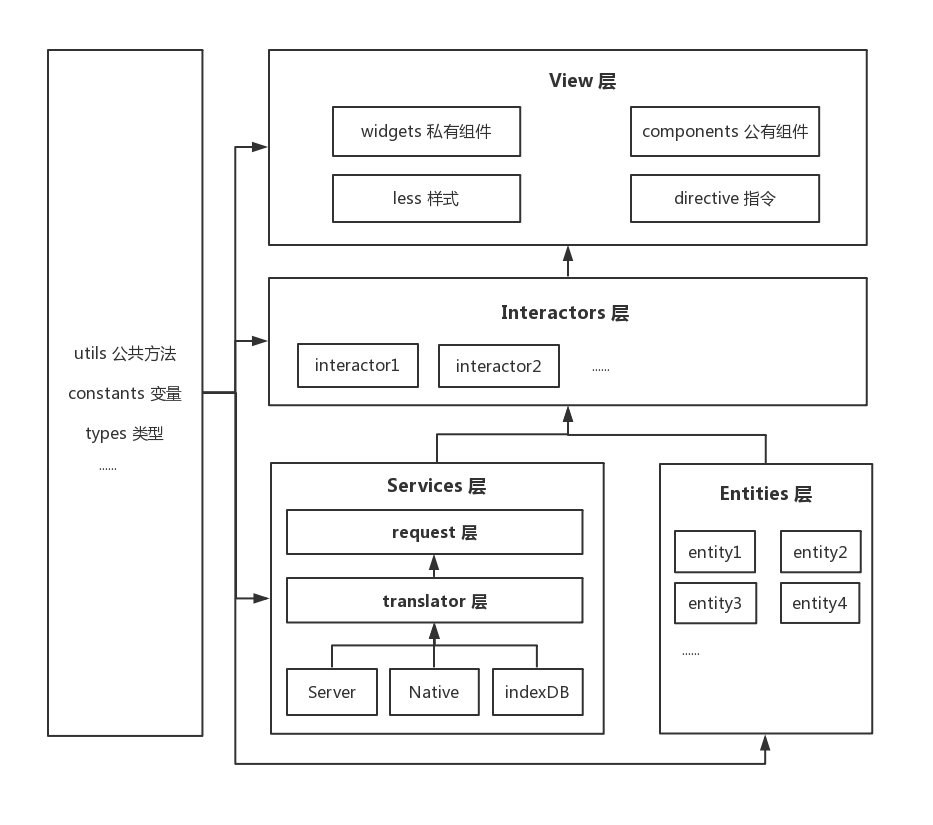 View 层
widgets 私有组件
components 公有组件
less 样式
directive 指令
utils 公共方法
constants 变量
types 类型
......
Interactors 层
interactor1
interactor2
......
Services 层
request 层
translator 层
Server
Native
indexDB
Entities 层
entity1
entity2
entity3
entity4
......